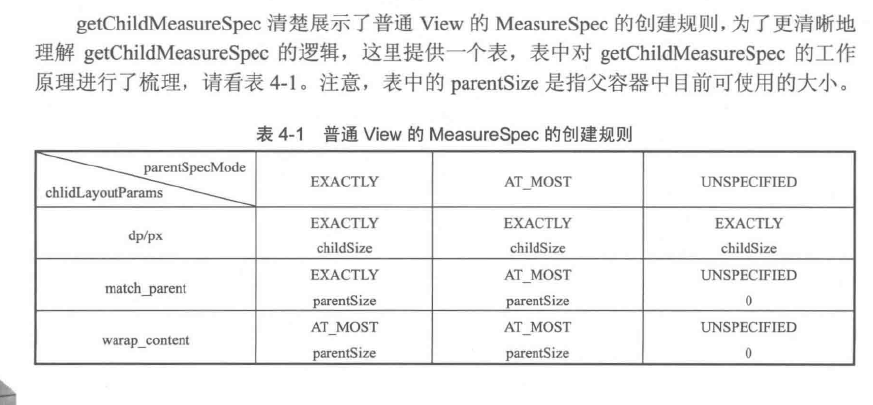 getChildMeasureSpec 清楚展示了普通 View 的 MeasureSpec 的创建规则，为了更清晰地
理解 getChildMeasureSpec 的逻辑，这里提供一个表，表中对 getChildMeasureSpec 的工作
原理进行了梳理，请看表 4-1。注意，表中的 parentSize 是指父容器中目前可使用的大小。
表 4-1 普通 View 的 MeasureSpec 的创建规则
parentSpecMode
chlidLayoutParams
EXACTLY
AT_MOST
UNSPECIFIED
dp/px
EXACTLY
childSize
EXACTLY
childSize
EXACTLY
childSize
match_parent
EXACTLY
parentSize
AT_MOST
parentSize
UNSPECIFIED
0
warap_content
AT_MOST
parentSize
AT_MOST
parentSize
UNSPECIFIED
0